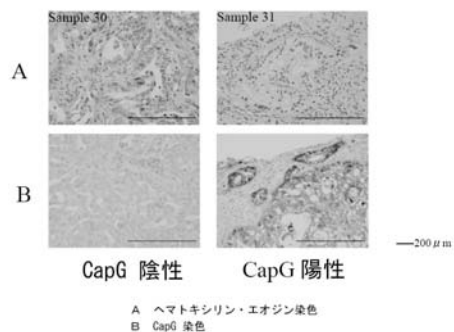 Sample 30
Sample 31
A
B
200μm
CapG 陰性
CapG 陽性
A ヘマトキシリン・エオジン染色
B CapG 染色